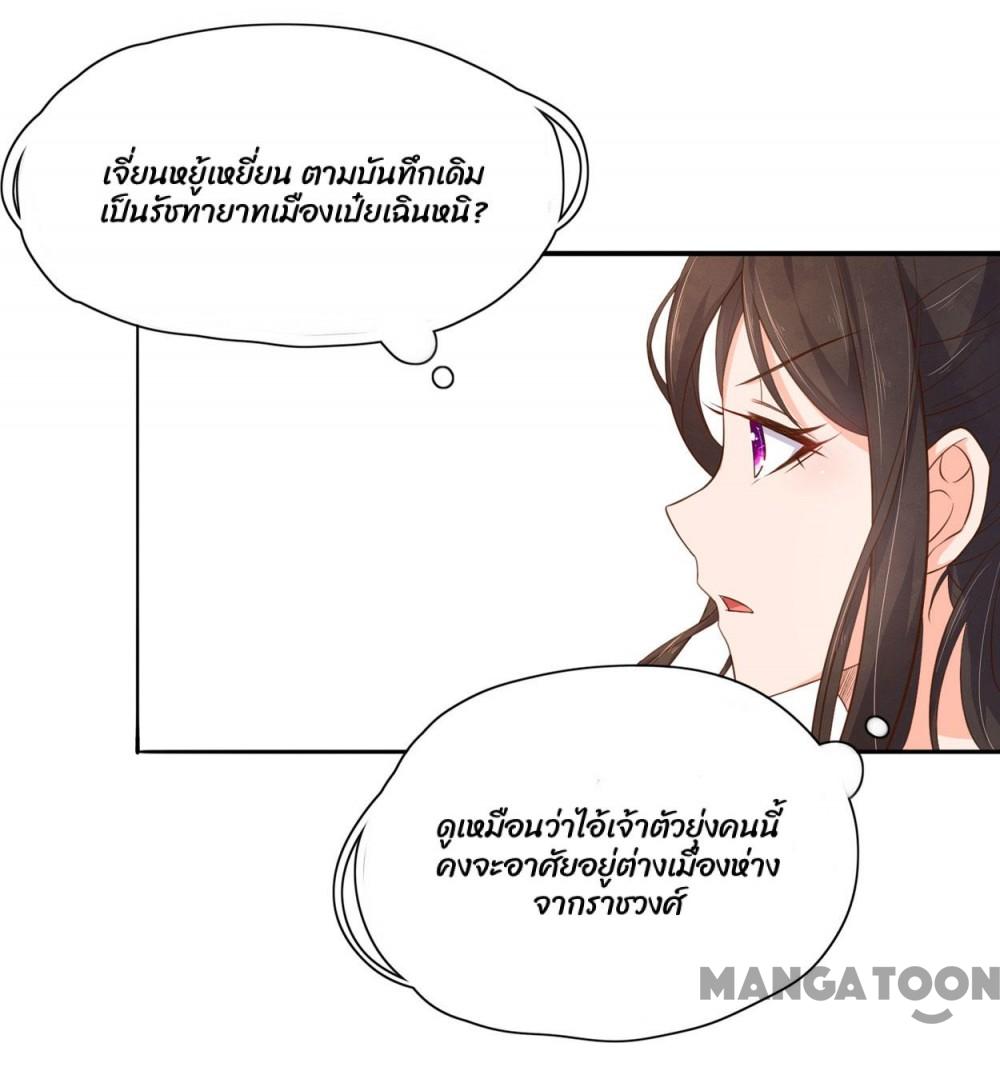 เจี่ยนหยู้เหยี่ยน ตามบันทึกเดิม
เป็นรัชทายาทเมืองเป๋ยเฉินหนิ?
ดูเหมือนว่าไอ้เจ้าตัวยุ่งคนนี้
คงจะอาศัยอยู่ต่างเมืองห่าง
จากราชวงศ์
MANGATOON